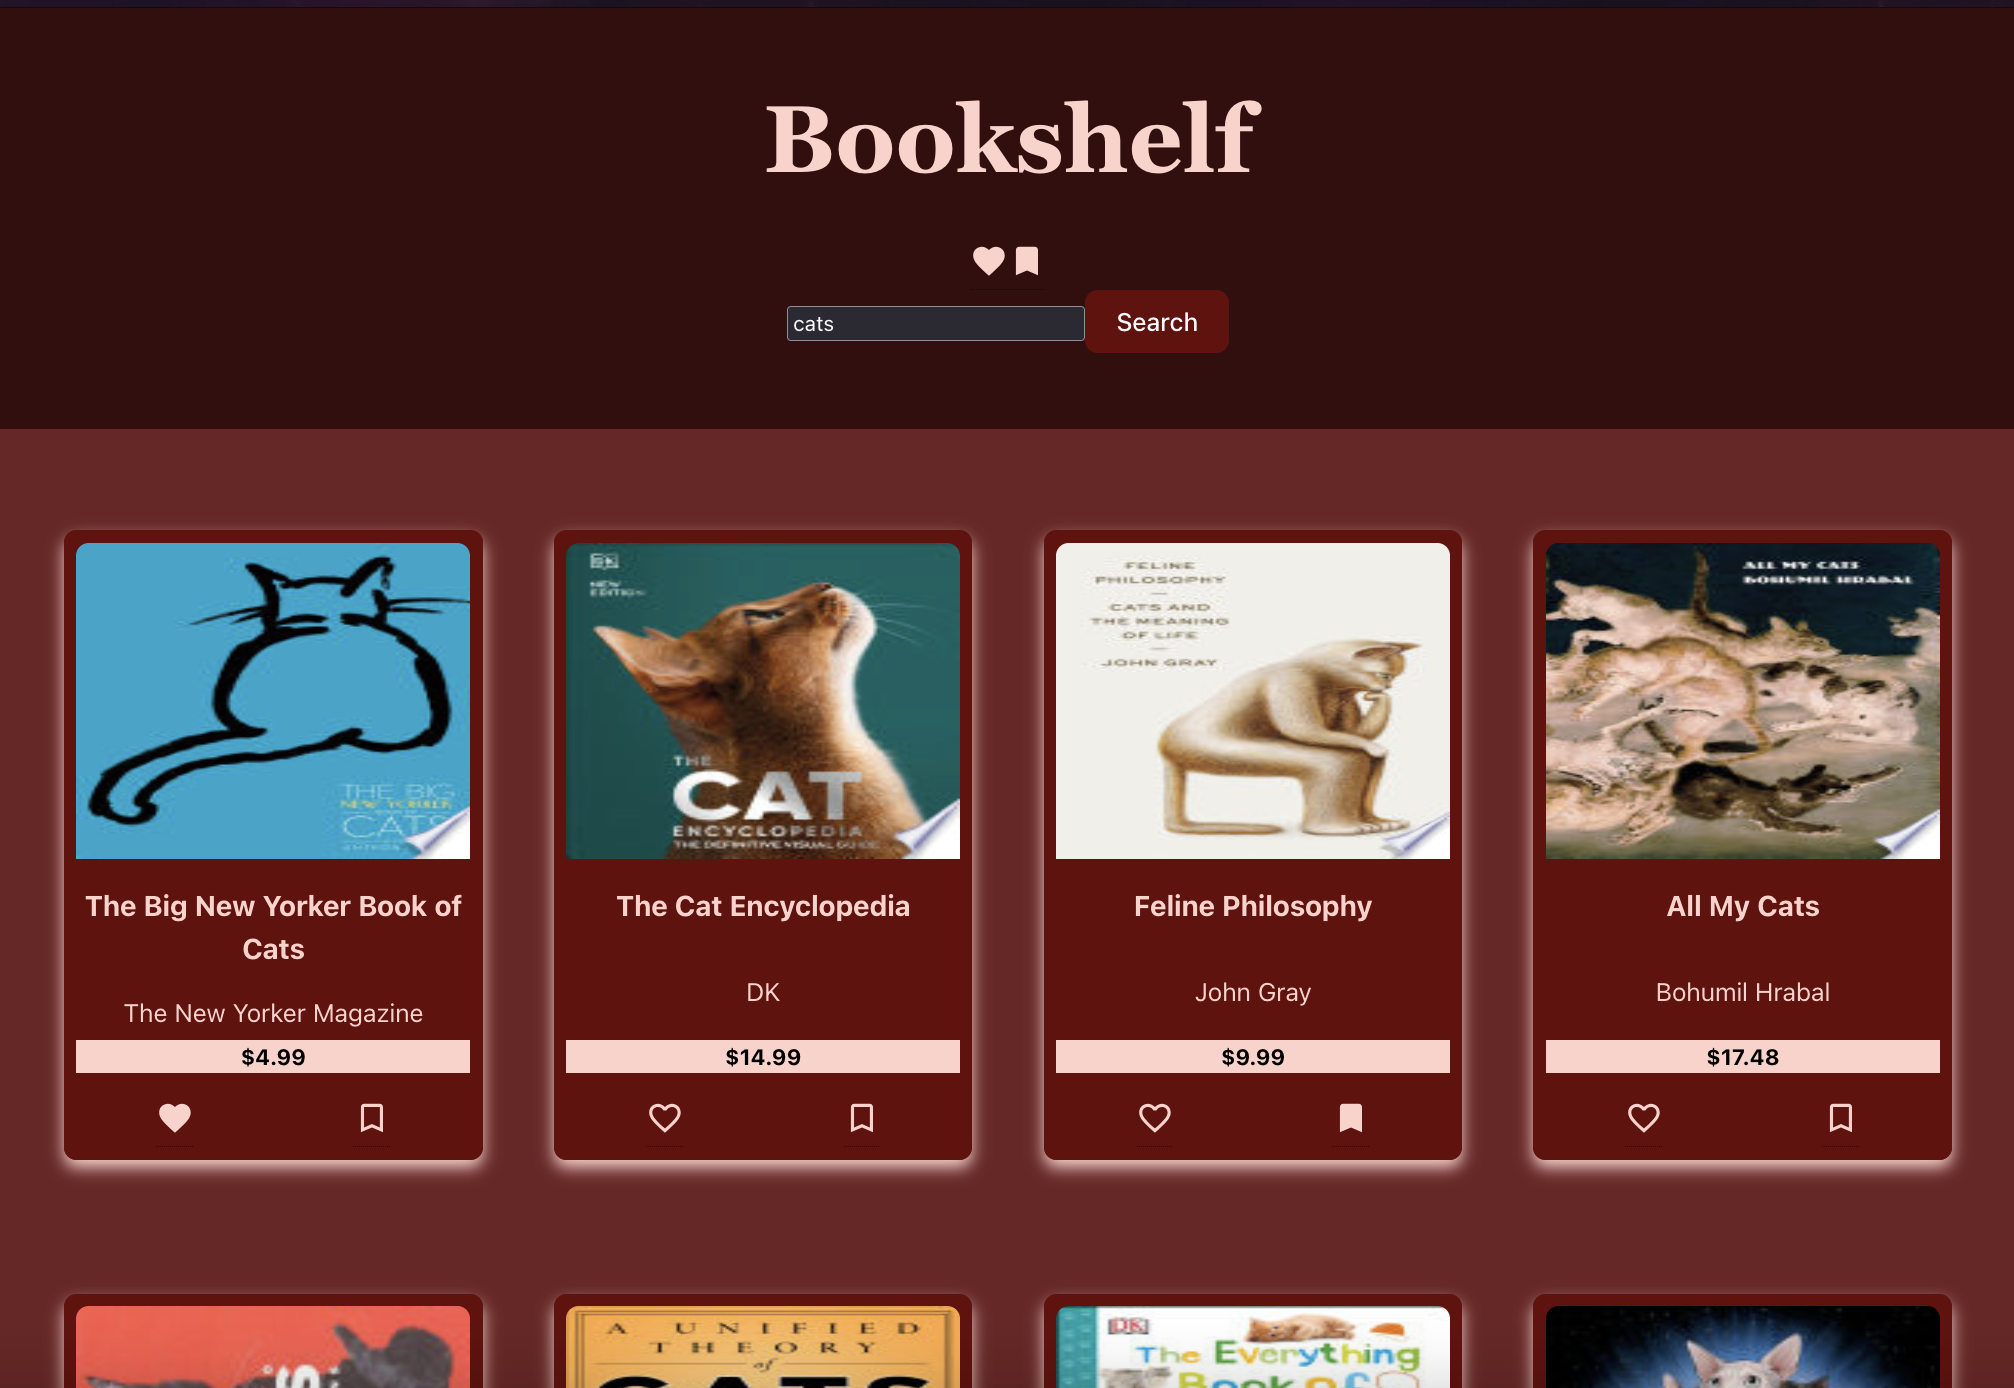 Bookshelf
cats
Search
THE BIG
NEW YORKER
CATS
DK
NEW
EDITION
THE
CAT
ENCYCLOPEDIA
THE DEFINITIVE VISUAL GUIDE
FELINE
PHILOSOPHY
CATS AND
THE MEANING
OF LIFE
JOHN GRAY
ALL MY CATS
BOHUMIL HRABAL
The Big New Yorker Book of
Cats
The New Yorker Magazine
$4.99
The Cat Encyclopedia
DK
$14.99
Feline Philosophy
John Gray
$9.99
All My Cats
Bohumil Hrabal
$17.48
A UNIFIED
THEORY
of
CATS
DK
The Everything
Book of